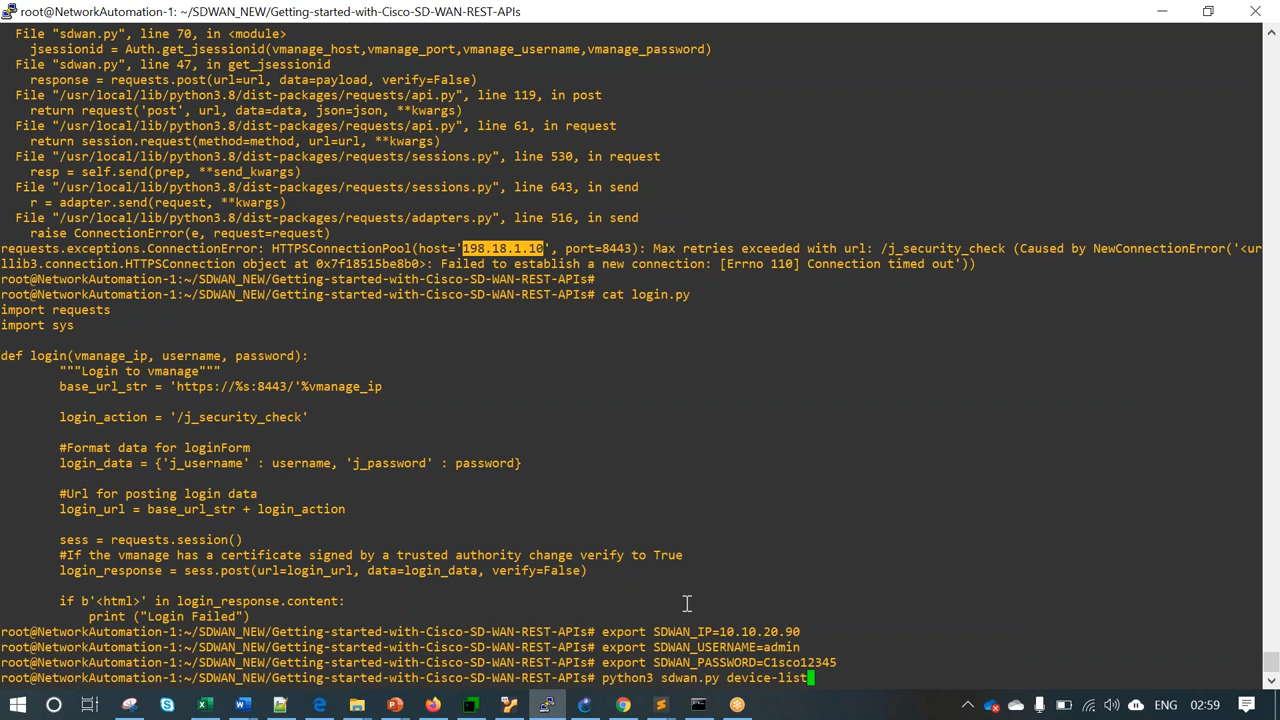 root@NetworkAutomation-1: ~/SDWAN_NEW/Getting-started-with-Cisco-SD-WAN-REST-APIs
  File "sdwan.py", line 70, in <module>
    jsessionid = Auth.get_jsessionid(vmanage_host,vmanage_port,vmanage_username,vmanage_password)
  File "sdwan.py", line 47, in get_jsessionid
    response = requests.post(url=url, data=payload, verify=False)
  File "/usr/local/lib/python3.8/dist-packages/requests/api.py", line 119, in post
    return request('post', url, data=data, json=json, **kwargs)
  File "/usr/local/lib/python3.8/dist-packages/requests/api.py", line 61, in request
    return session.request(method=method, url=url, **kwargs)
  File "/usr/local/lib/python3.8/dist-packages/requests/sessions.py", line 530, in request
    resp = self.send(prep, **send_kwargs)
  File "/usr/local/lib/python3.8/dist-packages/requests/sessions.py", line 643, in send
    r = adapter.send(request, **kwargs)
  File "/usr/local/lib/python3.8/dist-packages/requests/adapters.py", line 516, in send
    raise ConnectionError(e, request=request)
requests.exceptions.ConnectionError: HTTPSConnectionPool(host='198.18.1.10', port=8443): Max retries exceeded with url: /j_security_check (Caused by NewConnectionError('<ur
llib3.connection.HTTPSConnection object at 0x7f18515be8b0>: Failed to establish a new connection: [Errno 110] Connection timed out'))
root@NetworkAutomation-1:~/SDWAN_NEW/Getting-started-with-Cisco-SD-WAN-REST-APIs#
root@NetworkAutomation-1:~/SDWAN_NEW/Getting-started-with-Cisco-SD-WAN-REST-APIs# cat login.py
import requests
import sys
def login(vmanage_ip, username, password):
        """Login to vmanage"""
        base_url_str = 'https://%s:8443/'%vmanage_ip
        login_action = '/j_security_check'
        #Format data for loginForm
        login_data = {'j_username' : username, 'j_password' : password}
        #Url for posting login data
        login_url = base_url_str + login_action
        sess = requests.session()
        #If the vmanage has a certificate signed by a trusted authority change verify to True
        login_response = sess.post(url=login_url, data=login_data, verify=False)
        if b'<html>' in login_response.content:
            print ("Login Failed")
root@NetworkAutomation-1:~/SDWAN_NEW/Getting-started-with-Cisco-SD-WAN-REST-APIs# export SDWAN_IP=10.10.20.90
root@NetworkAutomation-1:~/SDWAN_NEW/Getting-started-with-Cisco-SD-WAN-REST-APIs# export SDWAN_USERNAME=admin
root@NetworkAutomation-1:~/SDWAN_NEW/Getting-started-with-Cisco-SD-WAN-REST-APIs# export SDWAN_PASSWORD=C1sco12345
root@NetworkAutomation-1:~/SDWAN_NEW/Getting-started-with-Cisco-SD-WAN-REST-APIs# python3 sdwan.py device-list
ENG 02:59